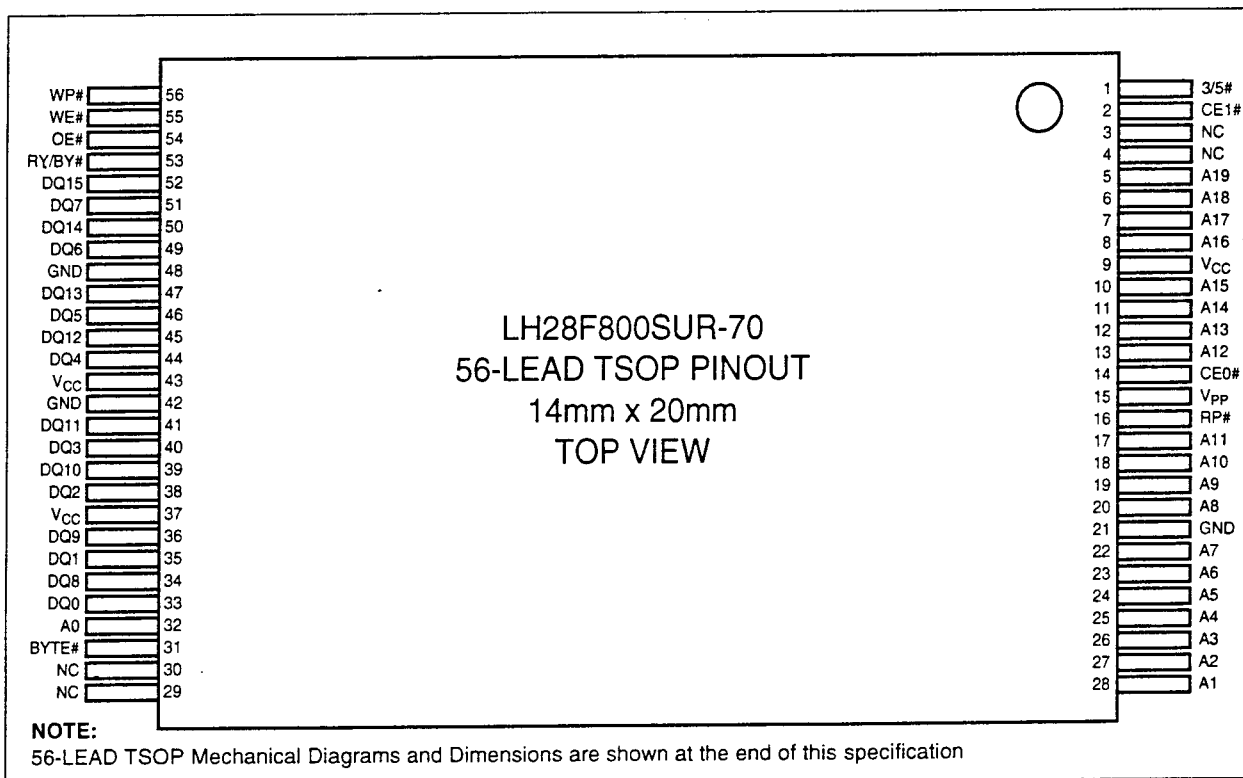 WP# 56
WE# 55
OE# 54
RY/BY# 53
DQ15 52
DQ7 51
DQ14 50
DQ6 49
GND 48
DQ13 47
DQ5 46
DQ12 45
DQ4 44
VCC 43
GND 42
DQ11 41
DQ3 40
DQ10 39
DQ2 38
VCC 37
DQ9 36
DQ1 35
DQ8 34
DQ0 33
A0 32
BYTE# 31
NC 30
NC 29
LH28F800SUR-70
56-LEAD TSOP PINOUT
14mm x 20mm
TOP VIEW
1 3/5#
2 CE1#
3 NC
4 NC
5 A19
6 A18
7 A17
8 A16
9 VCC
10 A15
11 A14
12 A13
13 A12
14 CE0#
15 VPP
16 RP#
17 A11
18 A10
19 A9
20 A8
21 GND
22 A7
23 A6
24 A5
25 A4
26 A3
27 A2
28 A1
NOTE:
56-LEAD TSOP Mechanical Diagrams and Dimensions are shown at the end of this specification